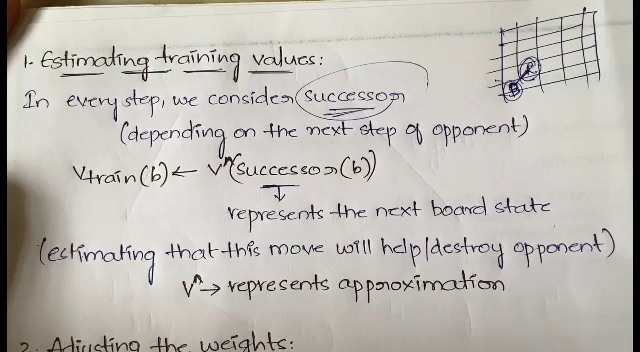 1. Estimating training values:
In every step, we consider successor
(depending on the next step of opponent)
Vtrain(b) ← V^(successor(b))
↓
represents the next board state
(estimating that this move will help/destroy opponent)
V^ → represents approximation
2. Adjusting the weights: